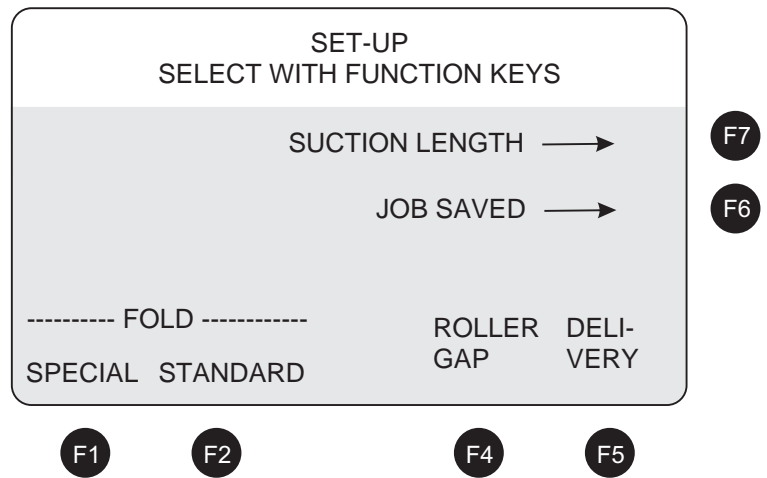 SET-UP
SELECT WITH FUNCTION KEYS
SUCTION LENGTH
F7
JOB SAVED
F6
---------- FOLD ------------
SPECIAL STANDARD
ROLLER
GAP
DELI-
VERY
F1 F2 F4 F5